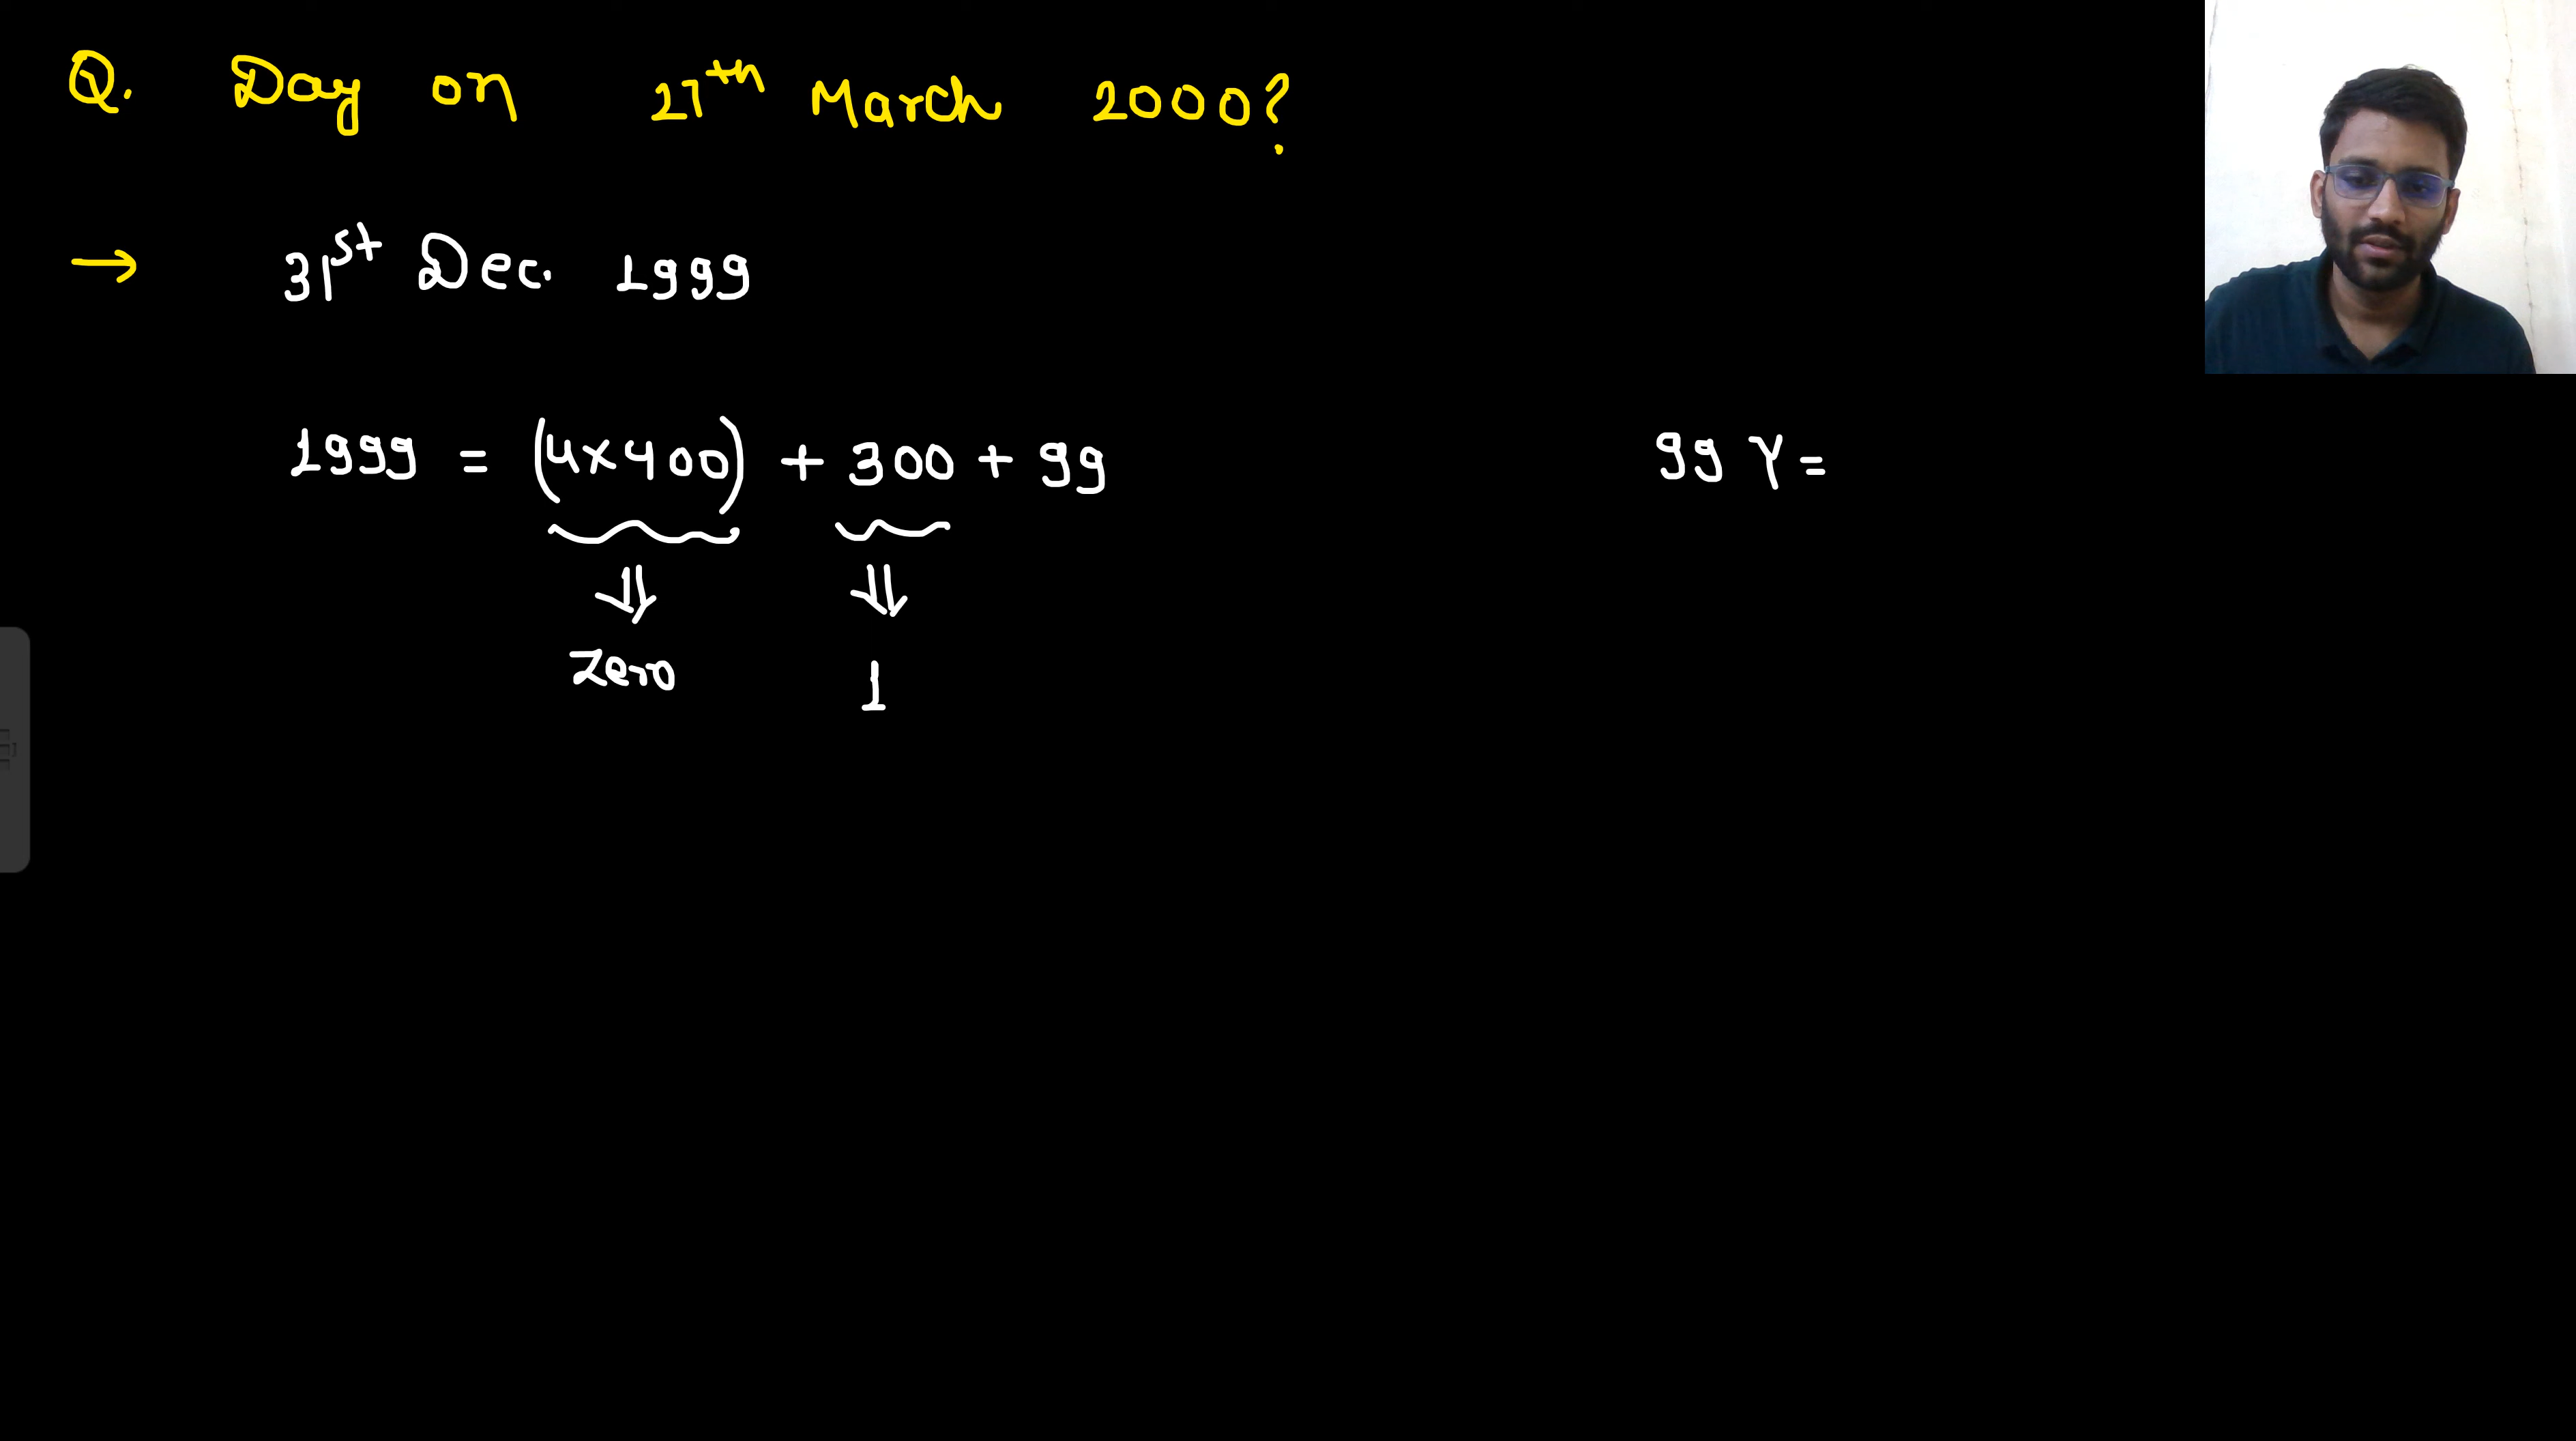 Q. Day on 27th March 2000?
→ 31st Dec. 1999
1999 = (4×400) + 300 + 99
99 Y =
⇓ ⇓
Zero 1